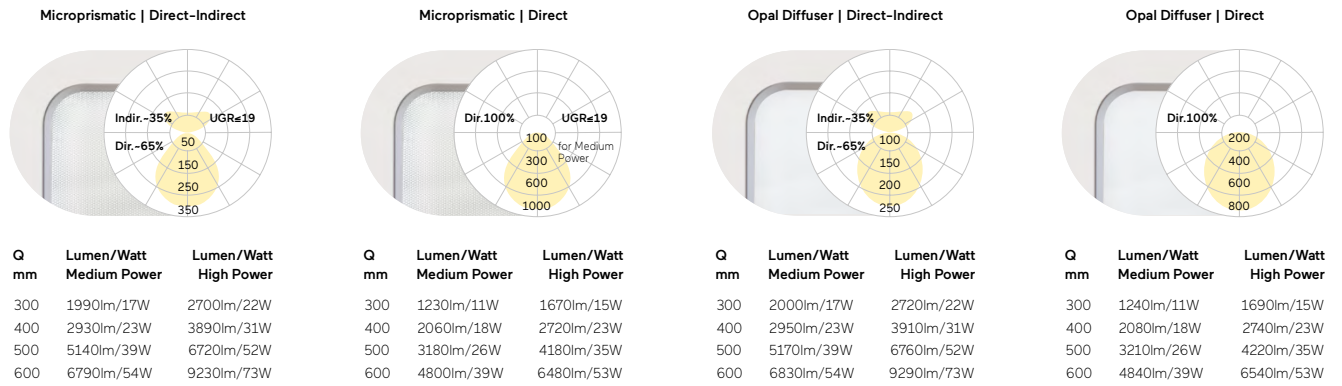 Microprismatic | Direct-Indirect
Indir.~35%
UGR≤19
Dir.~65%
50
150
250
350
Q mm
Lumen/Watt Medium Power
Lumen/Watt High Power
300 1990lm/17W 2700lm/22W
400 2930lm/23W 3890lm/31W
500 5140lm/39W 6720lm/52W
600 6790lm/54W 9230lm/73W
Microprismatic | Direct
Dir.100%
UGR≤19
for Medium
Power
100
300
600
1000
Q mm
Lumen/Watt Medium Power
Lumen/Watt High Power
300 1230lm/11W 1670lm/15W
400 2060lm/18W 2720lm/23W
500 3180lm/26W 4180lm/35W
600 4800lm/39W 6480lm/53W
Opal Diffuser | Direct-Indirect
Indir.~35%
Dir.~65%
100
150
200
250
Q mm
Lumen/Watt Medium Power
Lumen/Watt High Power
300 2000lm/17W 2720lm/22W
400 2950lm/23W 3910lm/31W
500 5170lm/39W 6760lm/52W
600 6830lm/54W 9290lm/73W
Opal Diffuser | Direct
Dir.100%
200
400
600
800
Q mm
Lumen/Watt Medium Power
Lumen/Watt High Power
300 1240lm/11W 1690lm/15W
400 2080lm/18W 2740lm/23W
500 3210lm/26W 4220lm/35W
600 4840lm/39W 6540lm/53W